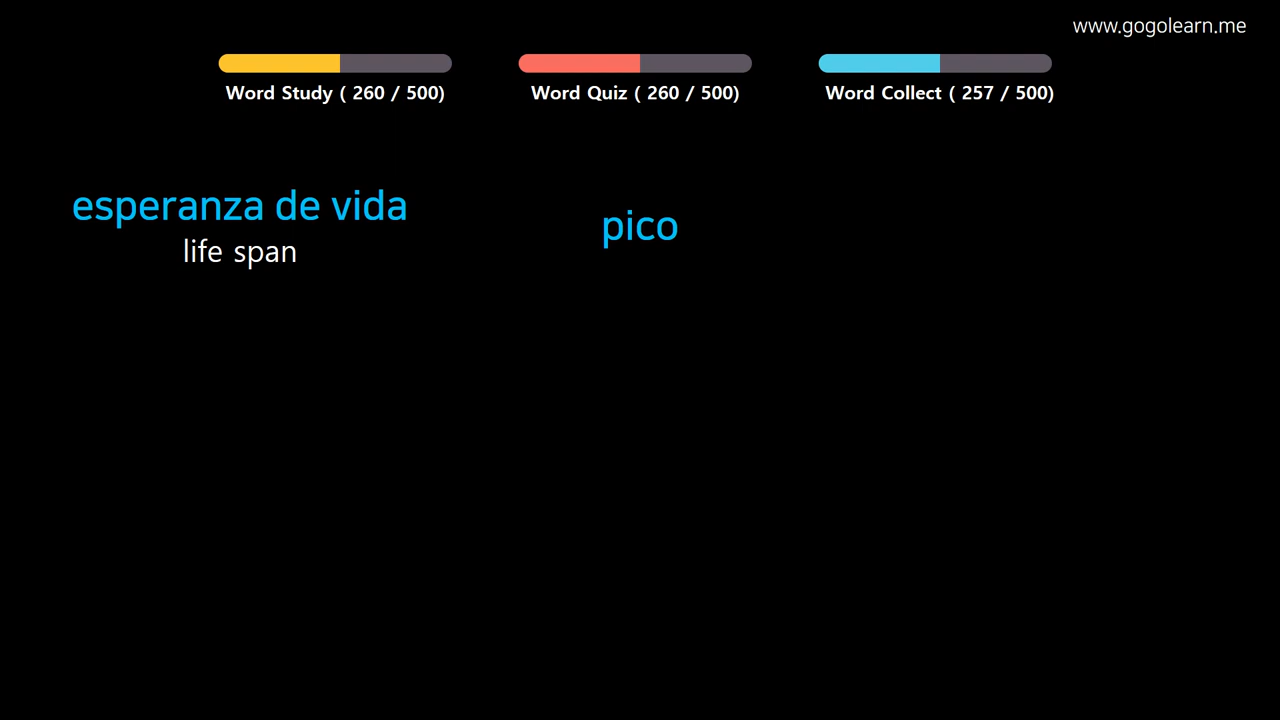 www.gogolearn.me
Word Study ( 260 / 500)
Word Quiz ( 260 / 500)
Word Collect ( 257 / 500)
esperanza de vida
life span
pico